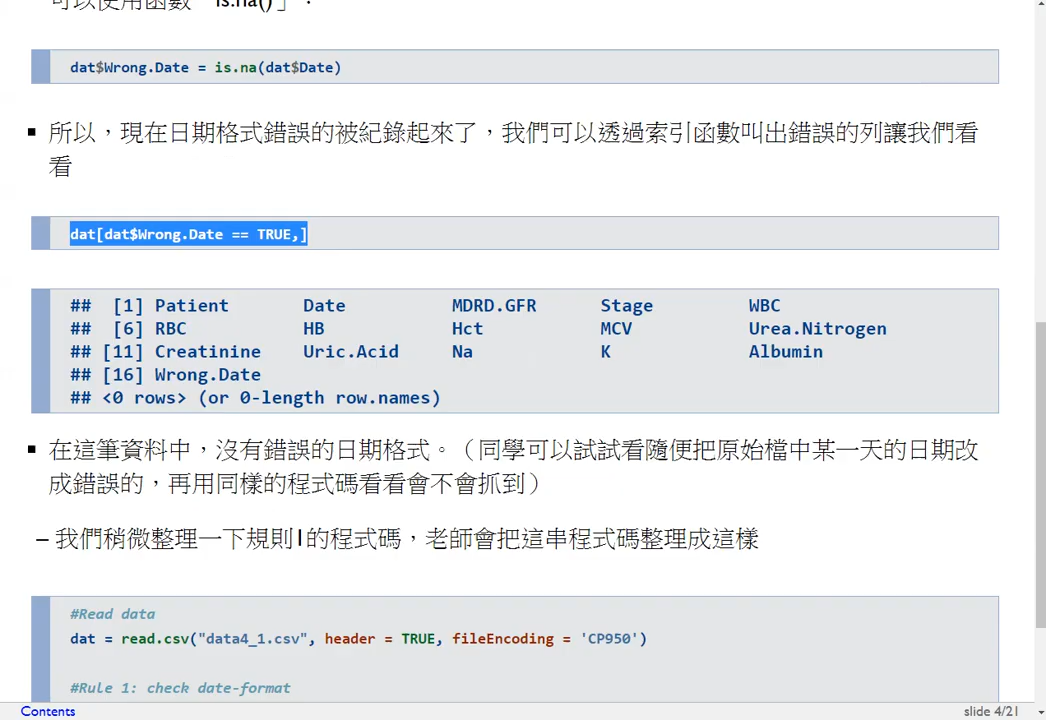 可以使用函數「is.na()」：
dat$Wrong.Date = is.na(dat$Date)
▪ 所以，現在日期格式錯誤的被紀錄起來了，我們可以透過索引函數叫出錯誤的列讓我們看
看
dat[dat$Wrong.Date == TRUE,]
##  [1] Patient       Date          MDRD.GFR      Stage         WBC
##  [6] RBC           HB            Hct           MCV           Urea.Nitrogen
## [11] Creatinine    Uric.Acid     Na            K             Albumin
## [16] Wrong.Date
## <0 rows> (or 0-length row.names)
▪ 在這筆資料中，沒有錯誤的日期格式。（同學可以試試看隨便把原始檔中某一天的日期改
成錯誤的，再用同樣的程式碼看看會不會抓到）
– 我們稍微整理一下規則1的程式碼，老師會把這串程式碼整理成這樣
#Read data
dat = read.csv("data4_1.csv", header = TRUE, fileEncoding = 'CP950')
#Rule 1: check date-format
Contents
slide 4/21